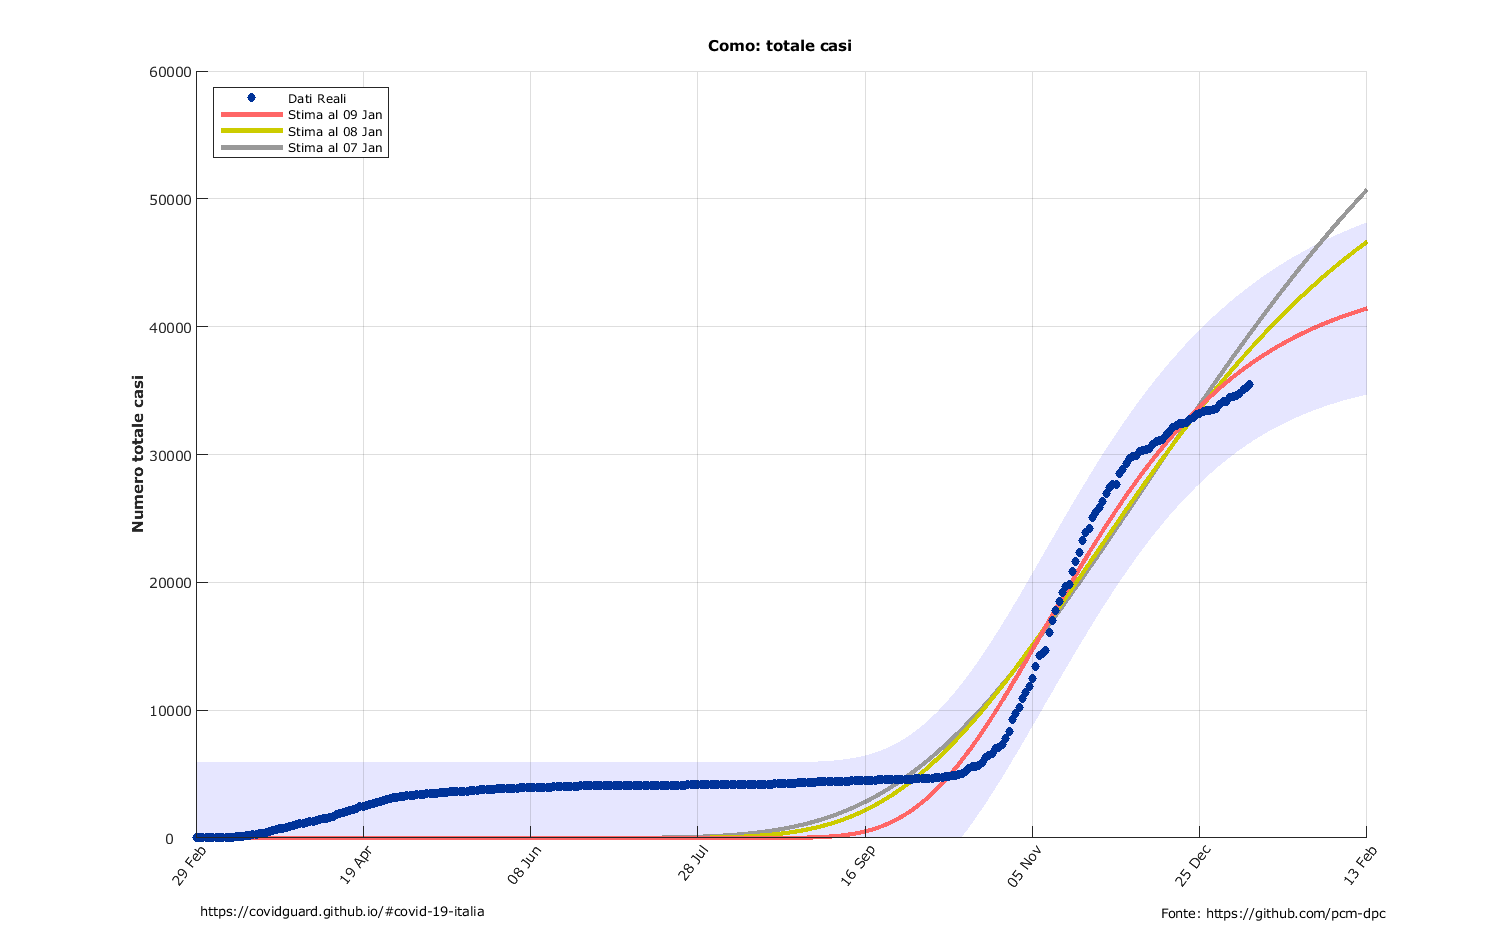 Como: totale casi
60000
50000
40000
30000
20000
10000
0
Numero totale casi
Dati Reali
Stima al 09 Jan
Stima al 08 Jan
Stima al 07 Jan
29 Feb
19 Apr
08 Jun
28 Jul
16 Sep
05 Nov
25 Dec
13 Feb
https://covidguard.github.io/#covid-19-italia
Fonte: https://github.com/pcm-dpc